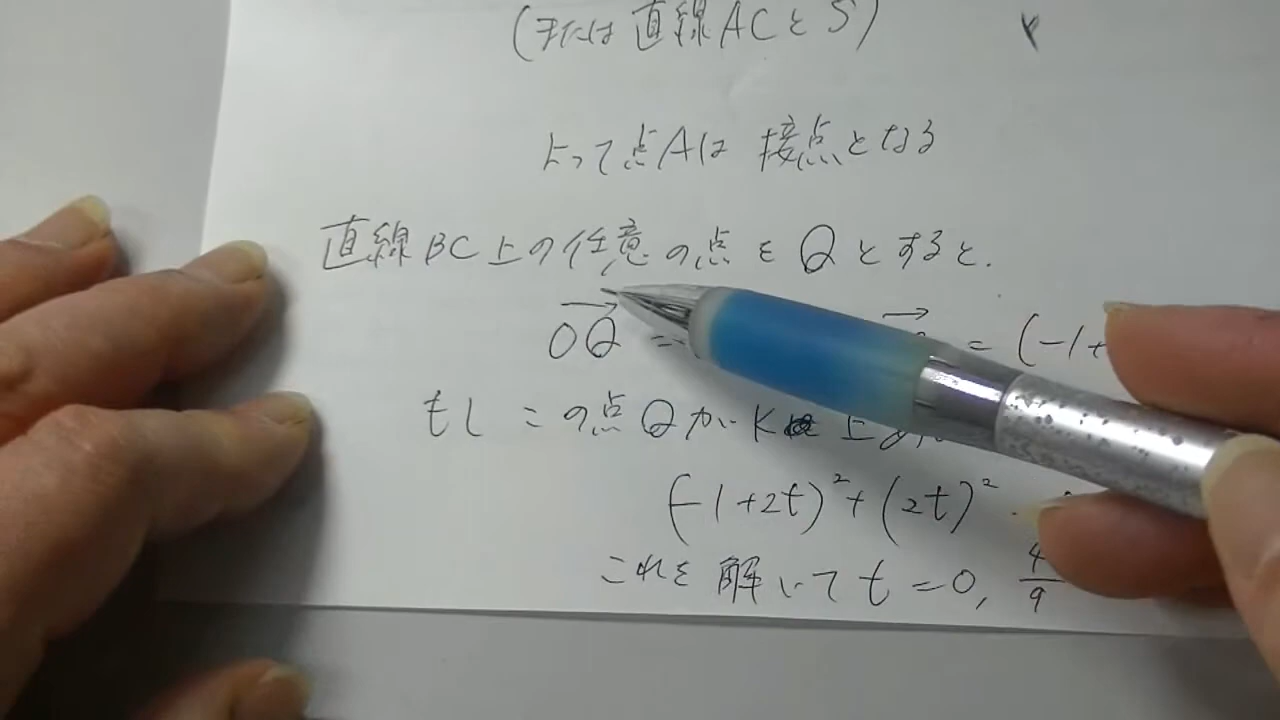 (または 直線ACとS)
よって点Aは 接点となる
直線BC上の任意の点をQとすると.
OQ = = (-1+
もしこの点QがK上
(-1+2t)²+(2t)²
これを解いて t=0, 4/9